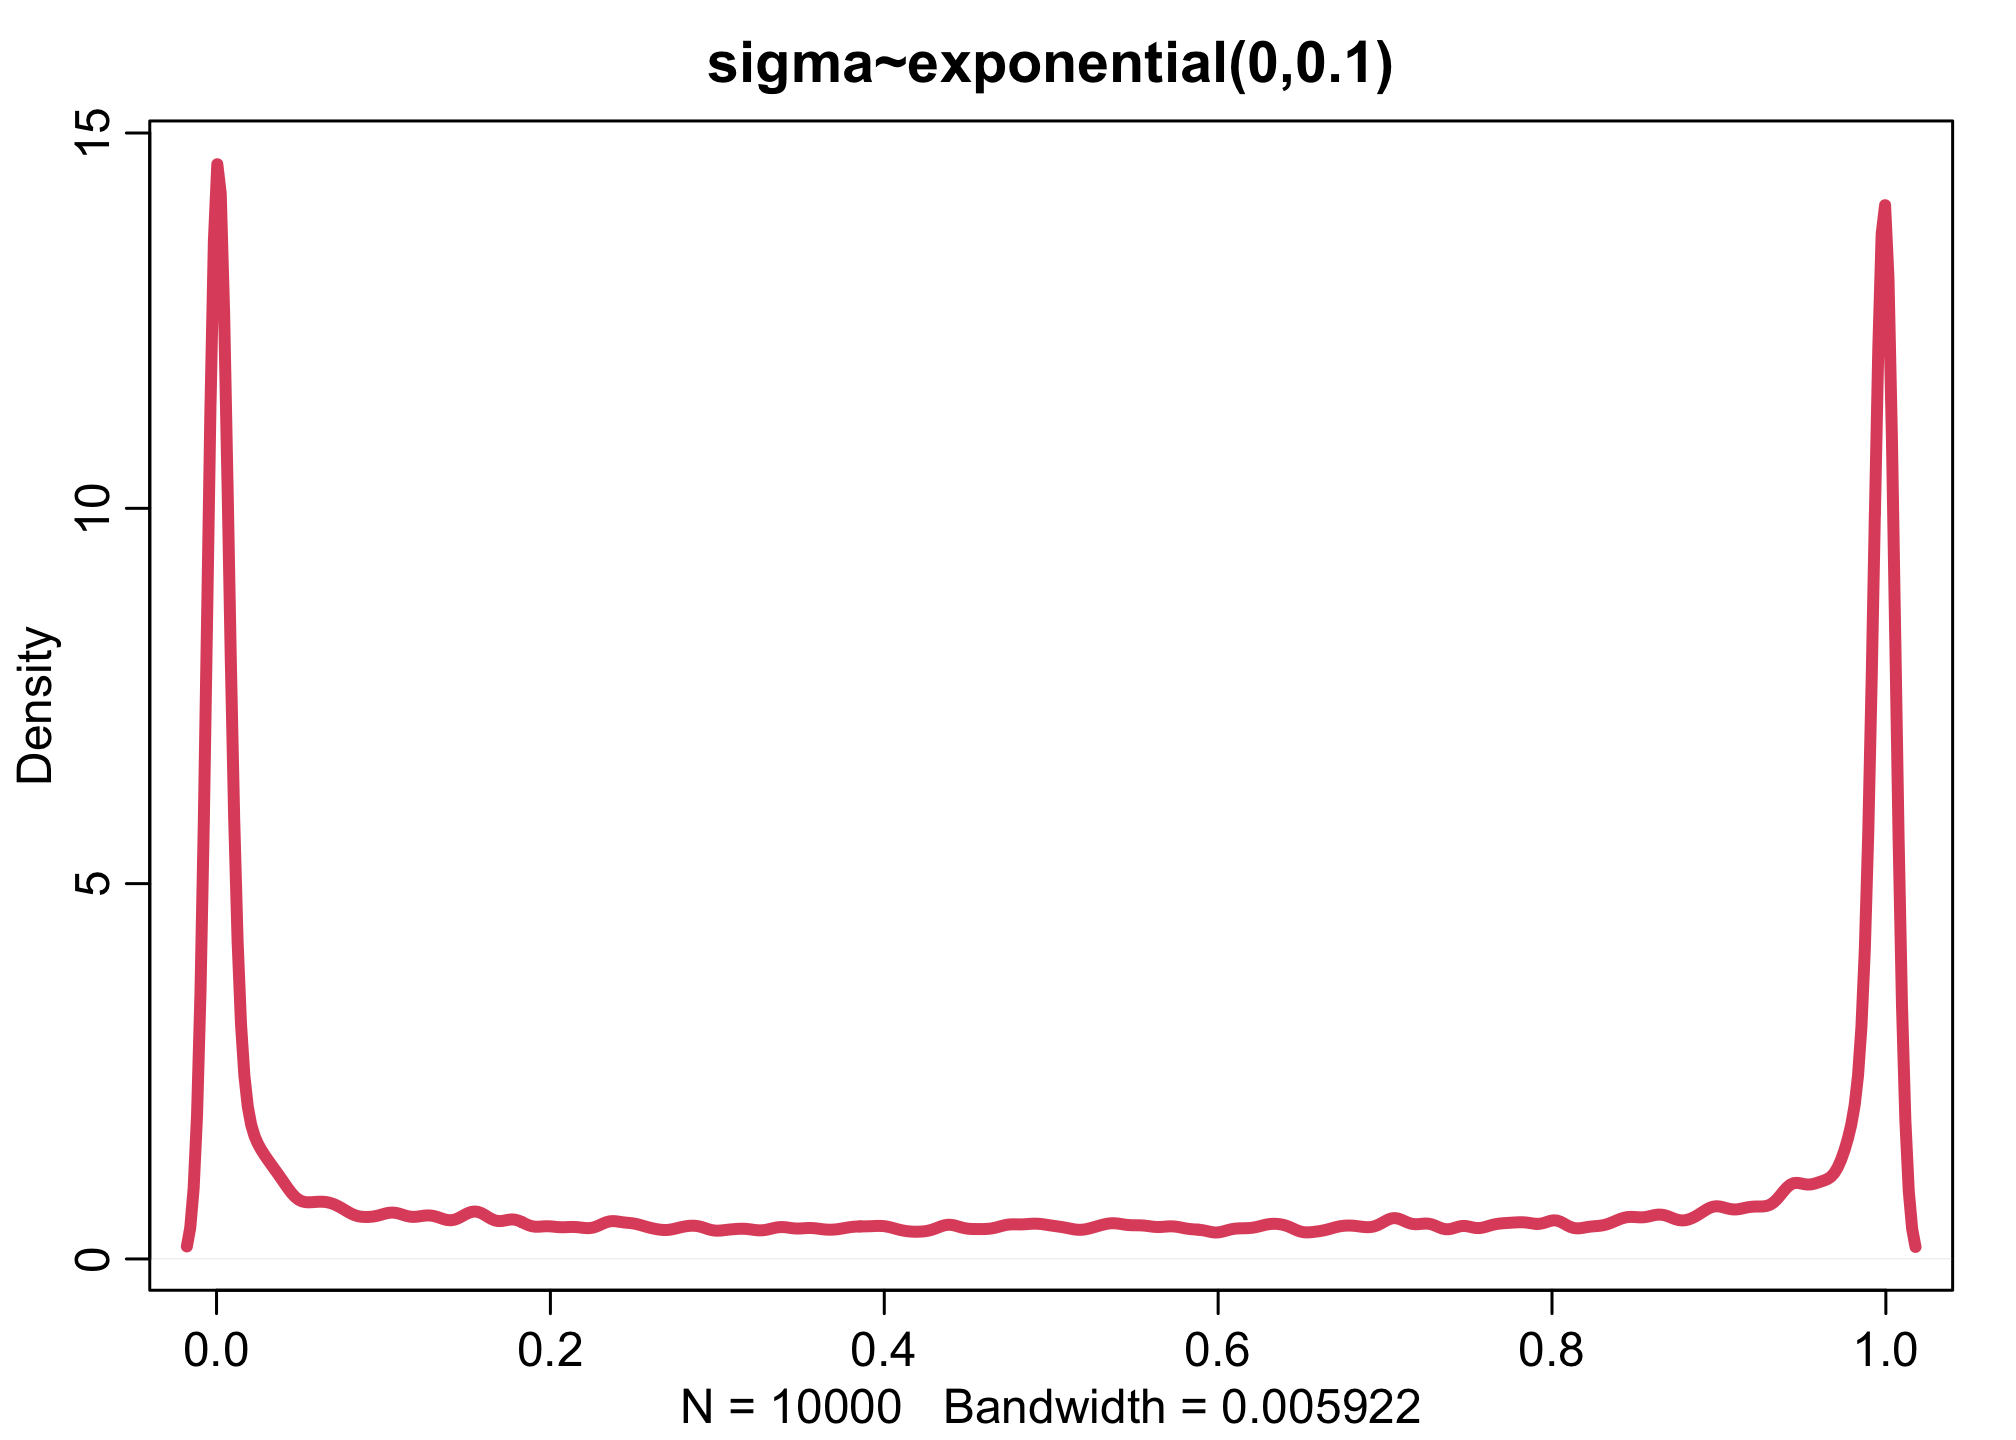 sigma~exponential(0,0.1)
15
10
5
0
Density
0.0 0.2 0.4 0.6 0.8 1.0
N = 10000 Bandwidth = 0.005922